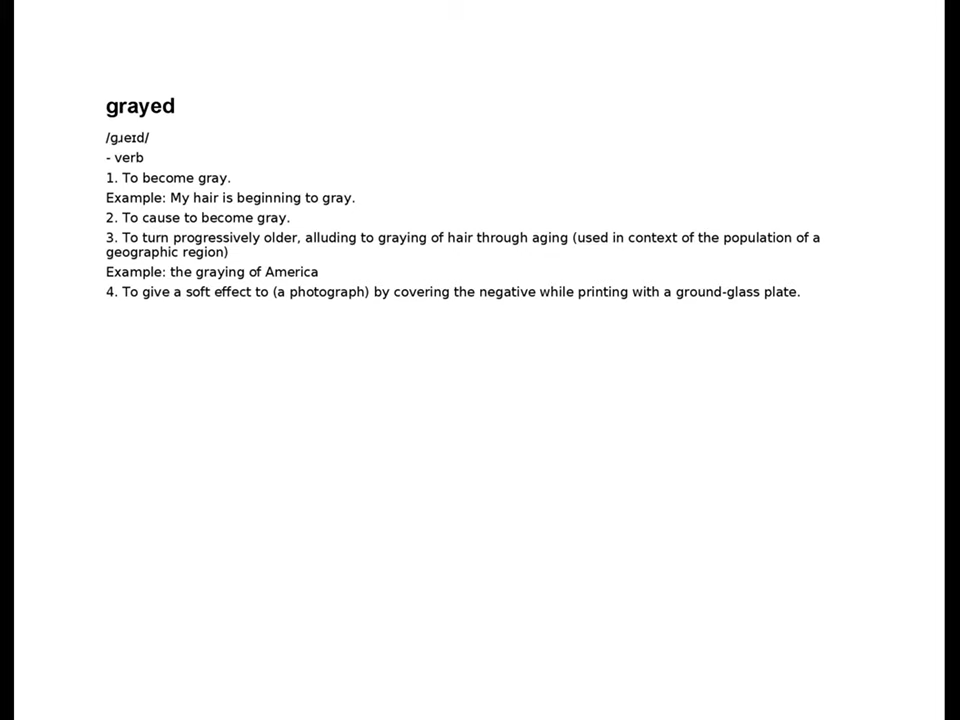 grayed
/gɹeɪd/
- verb
1. To become gray.
Example: My hair is beginning to gray.
2. To cause to become gray.
3. To turn progressively older, alluding to graying of hair through aging (used in context of the population of a
geographic region)
Example: the graying of America
4. To give a soft effect to (a photograph) by covering the negative while printing with a ground-glass plate.